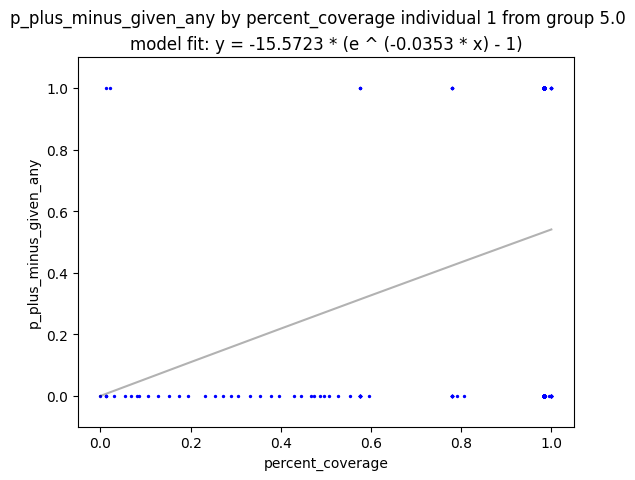 p_plus_minus_given_any by percent_coverage individual 1 from group 5.0
model fit: y = -15.5723 * (e ^ (-0.0353 * x) - 1)
1.0
0.8
0.6
0.4
0.2
0.0
p_plus_minus_given_any
0.0 0.2 0.4 0.6 0.8 1.0
percent_coverage